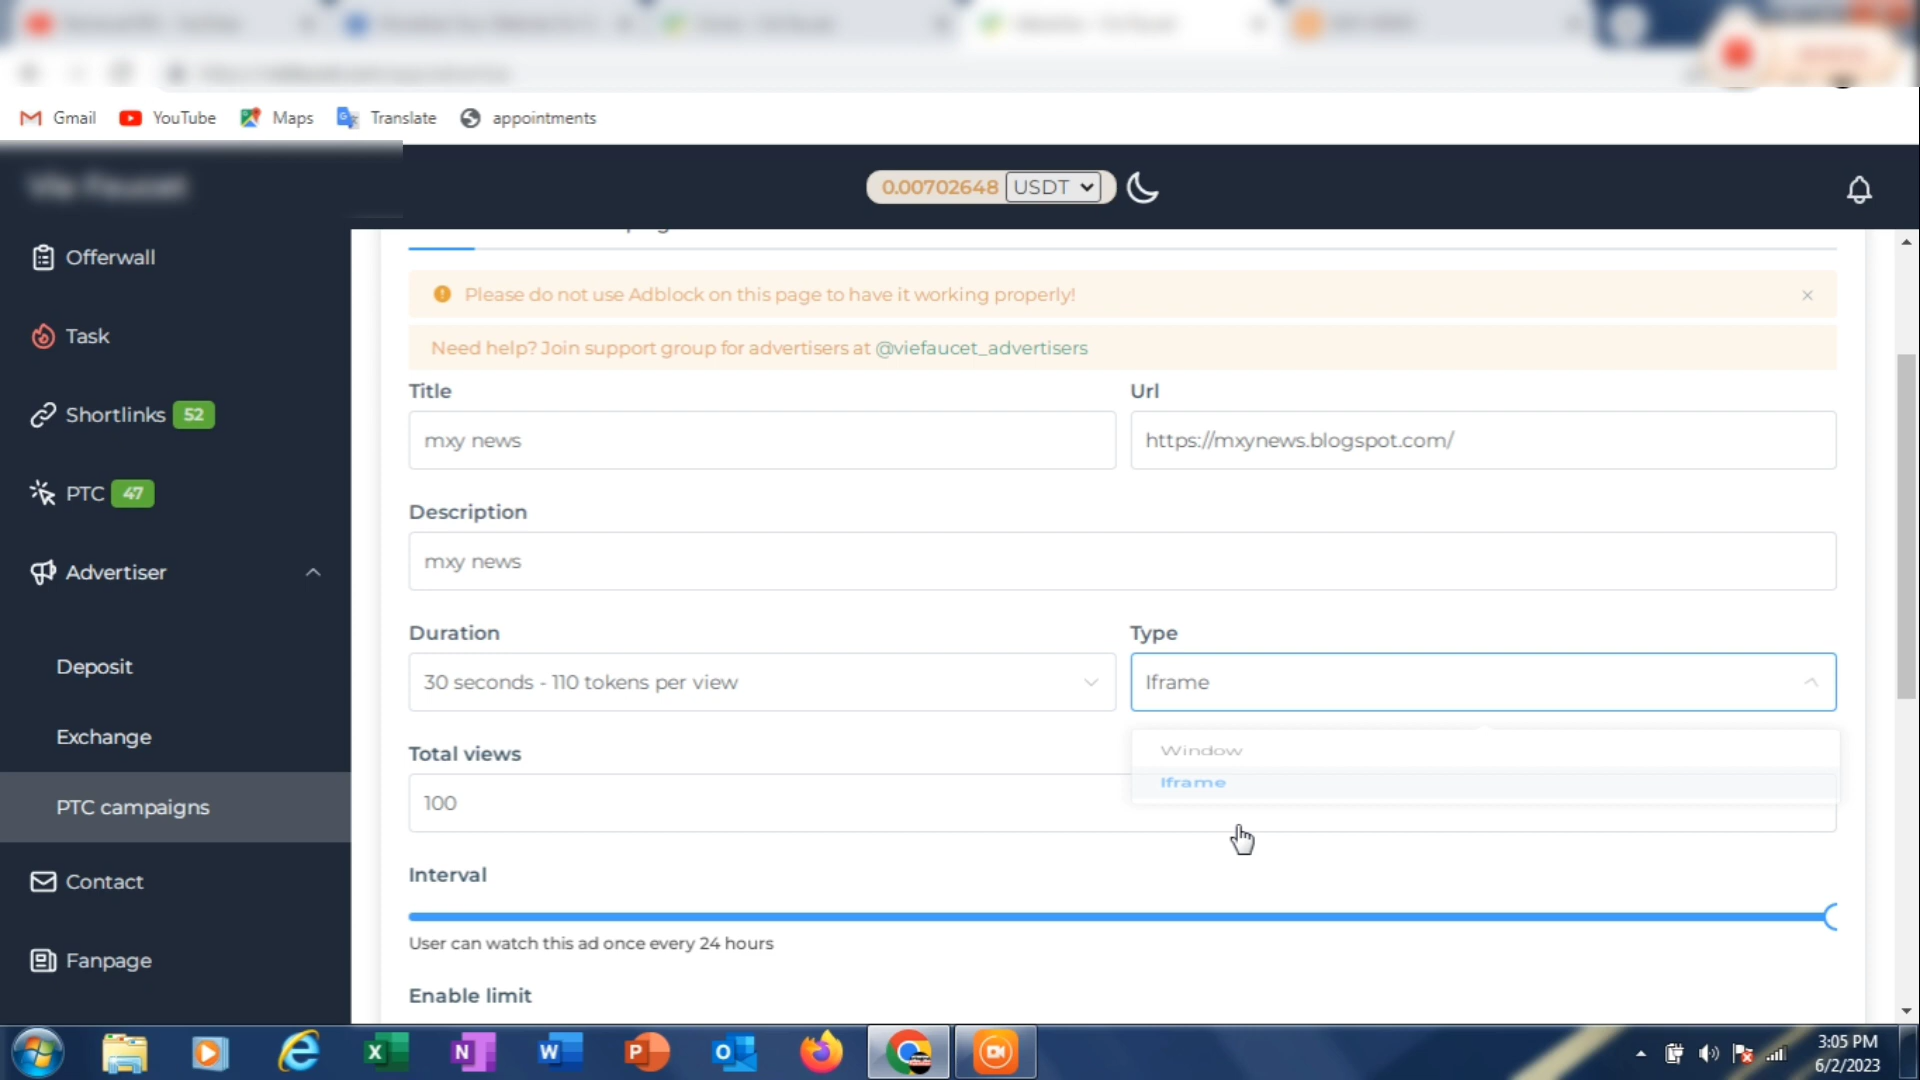 Gmail
YouTube
Maps
Translate
appointments
Vie Faucet
0.00702648 USDT
Offerwall
Task
Shortlinks 52
PTC 47
Advertiser
Deposit
Exchange
PTC campaigns
Contact
Fanpage
Please do not use Adblock on this page to have it working properly!
Need help? Join support group for advertisers at @viefaucet_advertisers
Title
mxy news
Url
https://mxynews.blogspot.com/
Description
mxy news
Duration
30 seconds - 110 tokens per view
Type
Iframe
Window
Iframe
Total views
100
Interval
User can watch this ad once every 24 hours
Enable limit
3:05 PM
6/2/2023